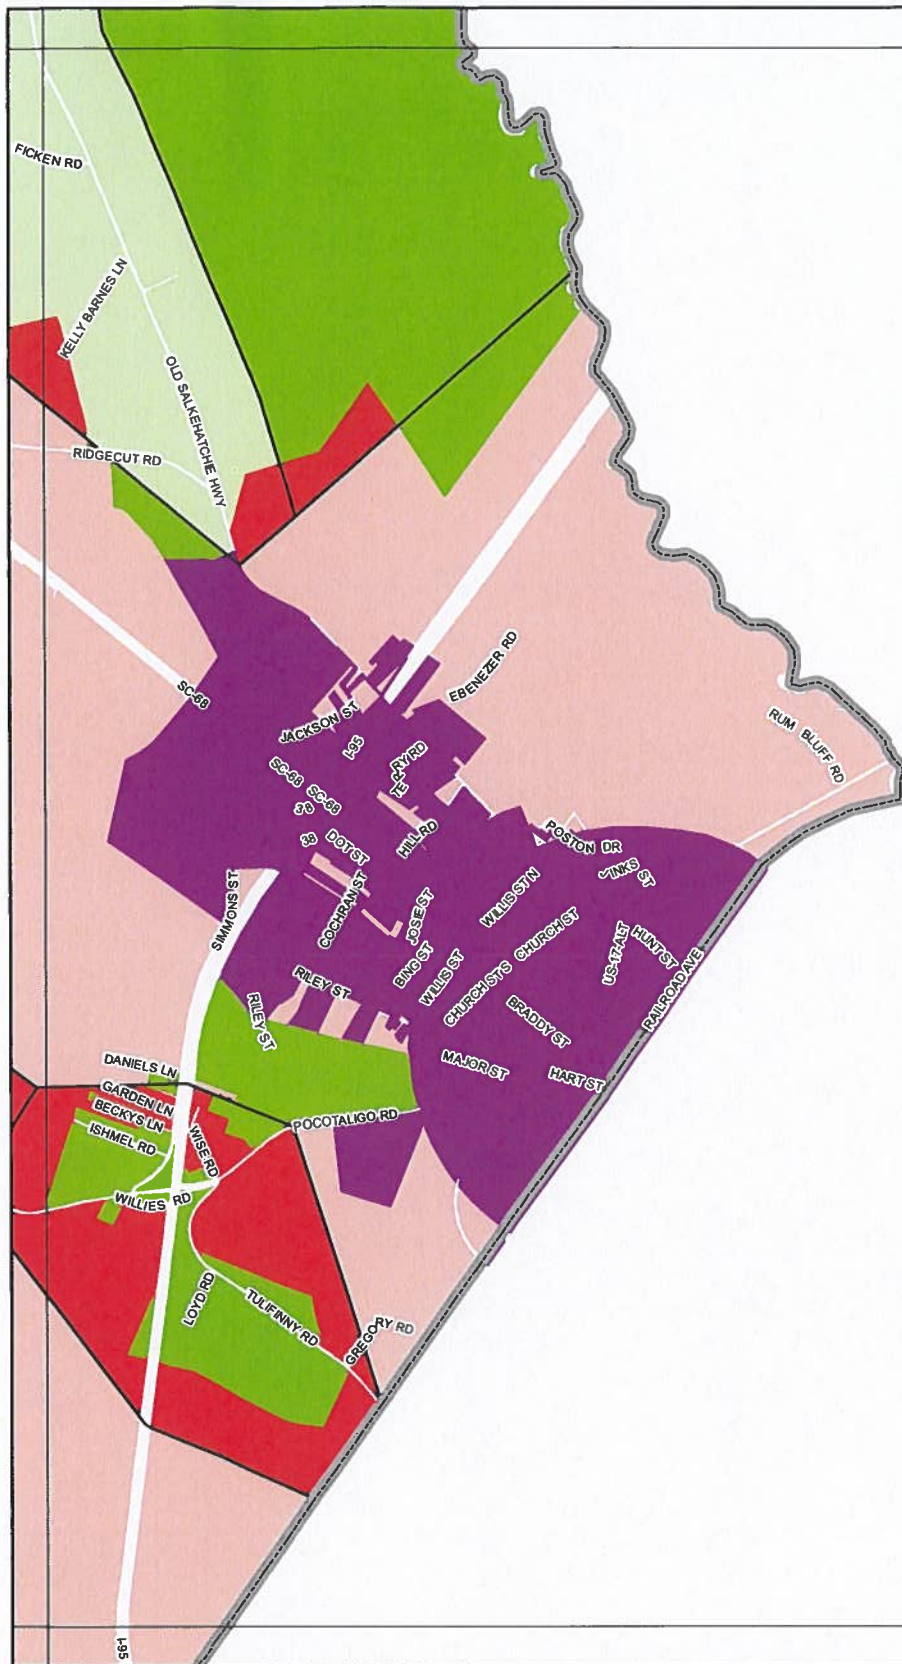 FICKEN RD
KELLY BARNES LN
OLD SALKEHATCHIE HWY
RIDGECUT RD
SC-68
EBENEZER RD
RUM BLUFF RD
JACKSON ST
I-95
TERRY RD
SC-68
SC-68
38
38
DOT ST
HILL RD
POSTON DR
JINKS ST
SIMMONS ST
COCHRAN ST
JOSIE ST
WILLIS ST N
CHURCH ST
US-17-ALT
HUNT ST
RAILROAD AVE
RILEY ST
BING ST
WILLIS ST
CHURCH ST S
BRADDY ST
RILEY ST
MAJOR ST
HART ST
DANIELS LN
GARDEN LN
BECKYS LN
ISHMEL RD
WISE RD
POCOTALIGO RD
WILLIES RD
LOYD RD
TULIFINNY RD
GREGORY RD
I-95